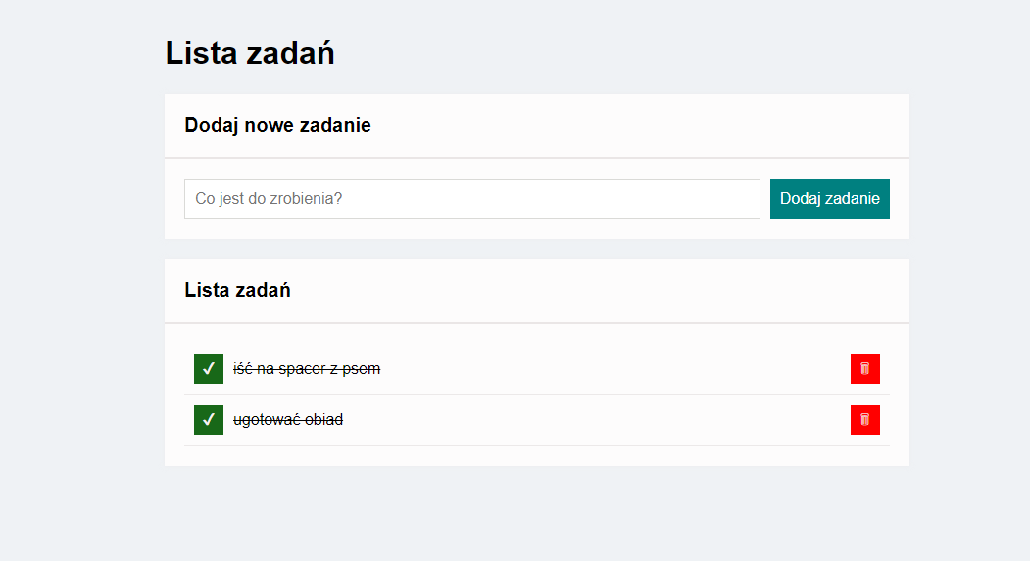 Lista zadań
Dodaj nowe zadanie
Co jest do zrobienia?
Dodaj zadanie
Lista zadań
iść na spacer z psem
ugotować obiad